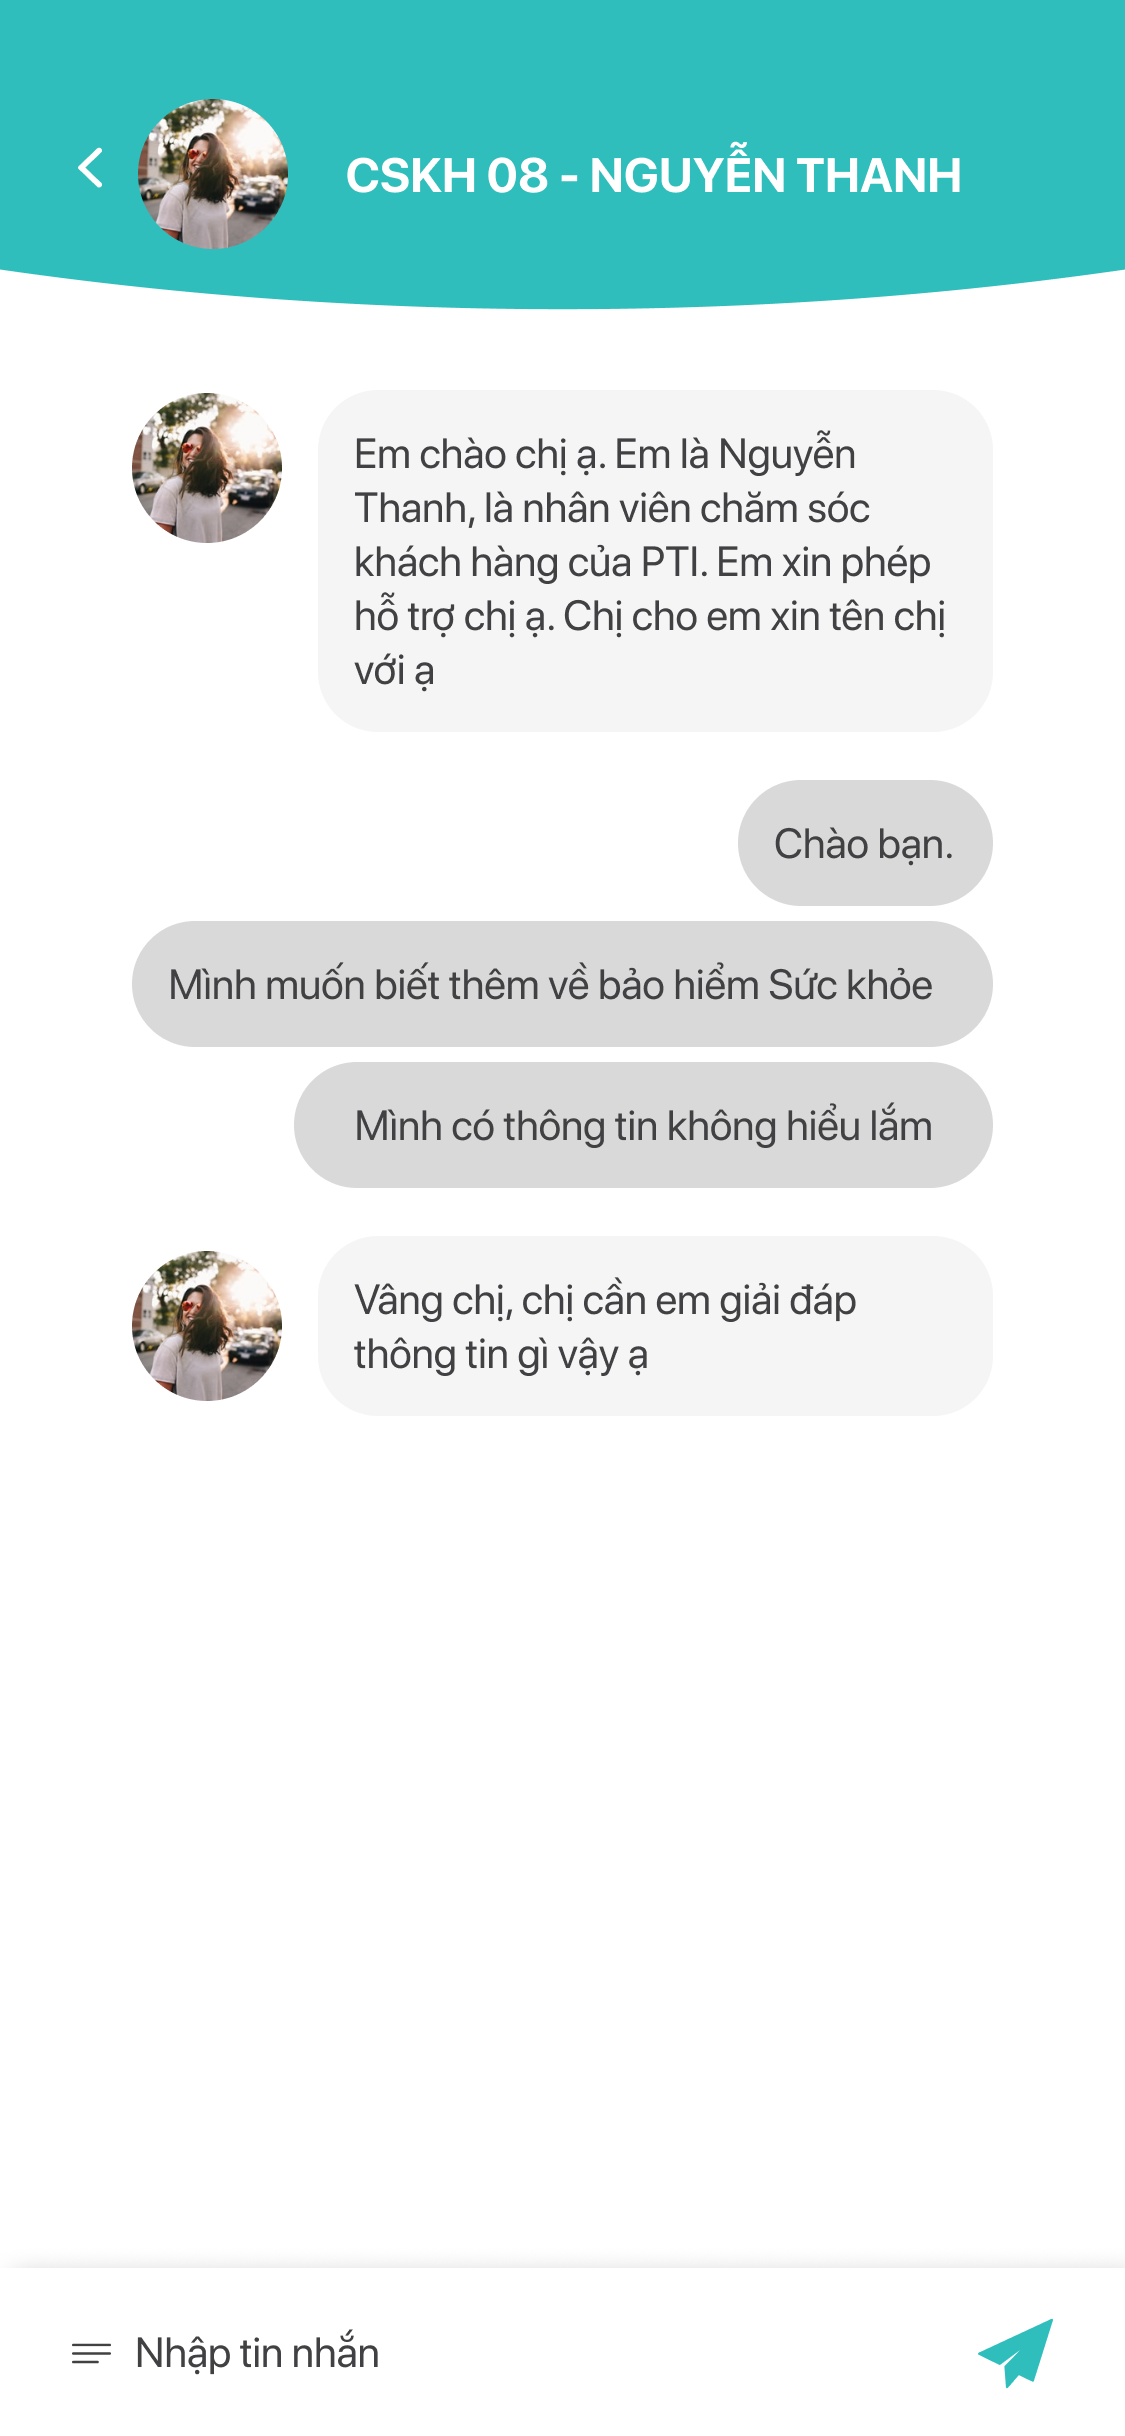 CSKH 08 - NGUYỄN THANH
Em chào chị ạ. Em là Nguyễn
Thanh, là nhân viên chăm sóc
khách hàng của PTI. Em xin phép
hỗ trợ chị ạ. Chị cho em xin tên chị
với ạ
Chào bạn.
Mình muốn biết thêm về bảo hiểm Sức khỏe
Mình có thông tin không hiểu lắm
Vâng chị, chị cần em giải đáp
thông tin gì vậy ạ
Nhập tin nhắn